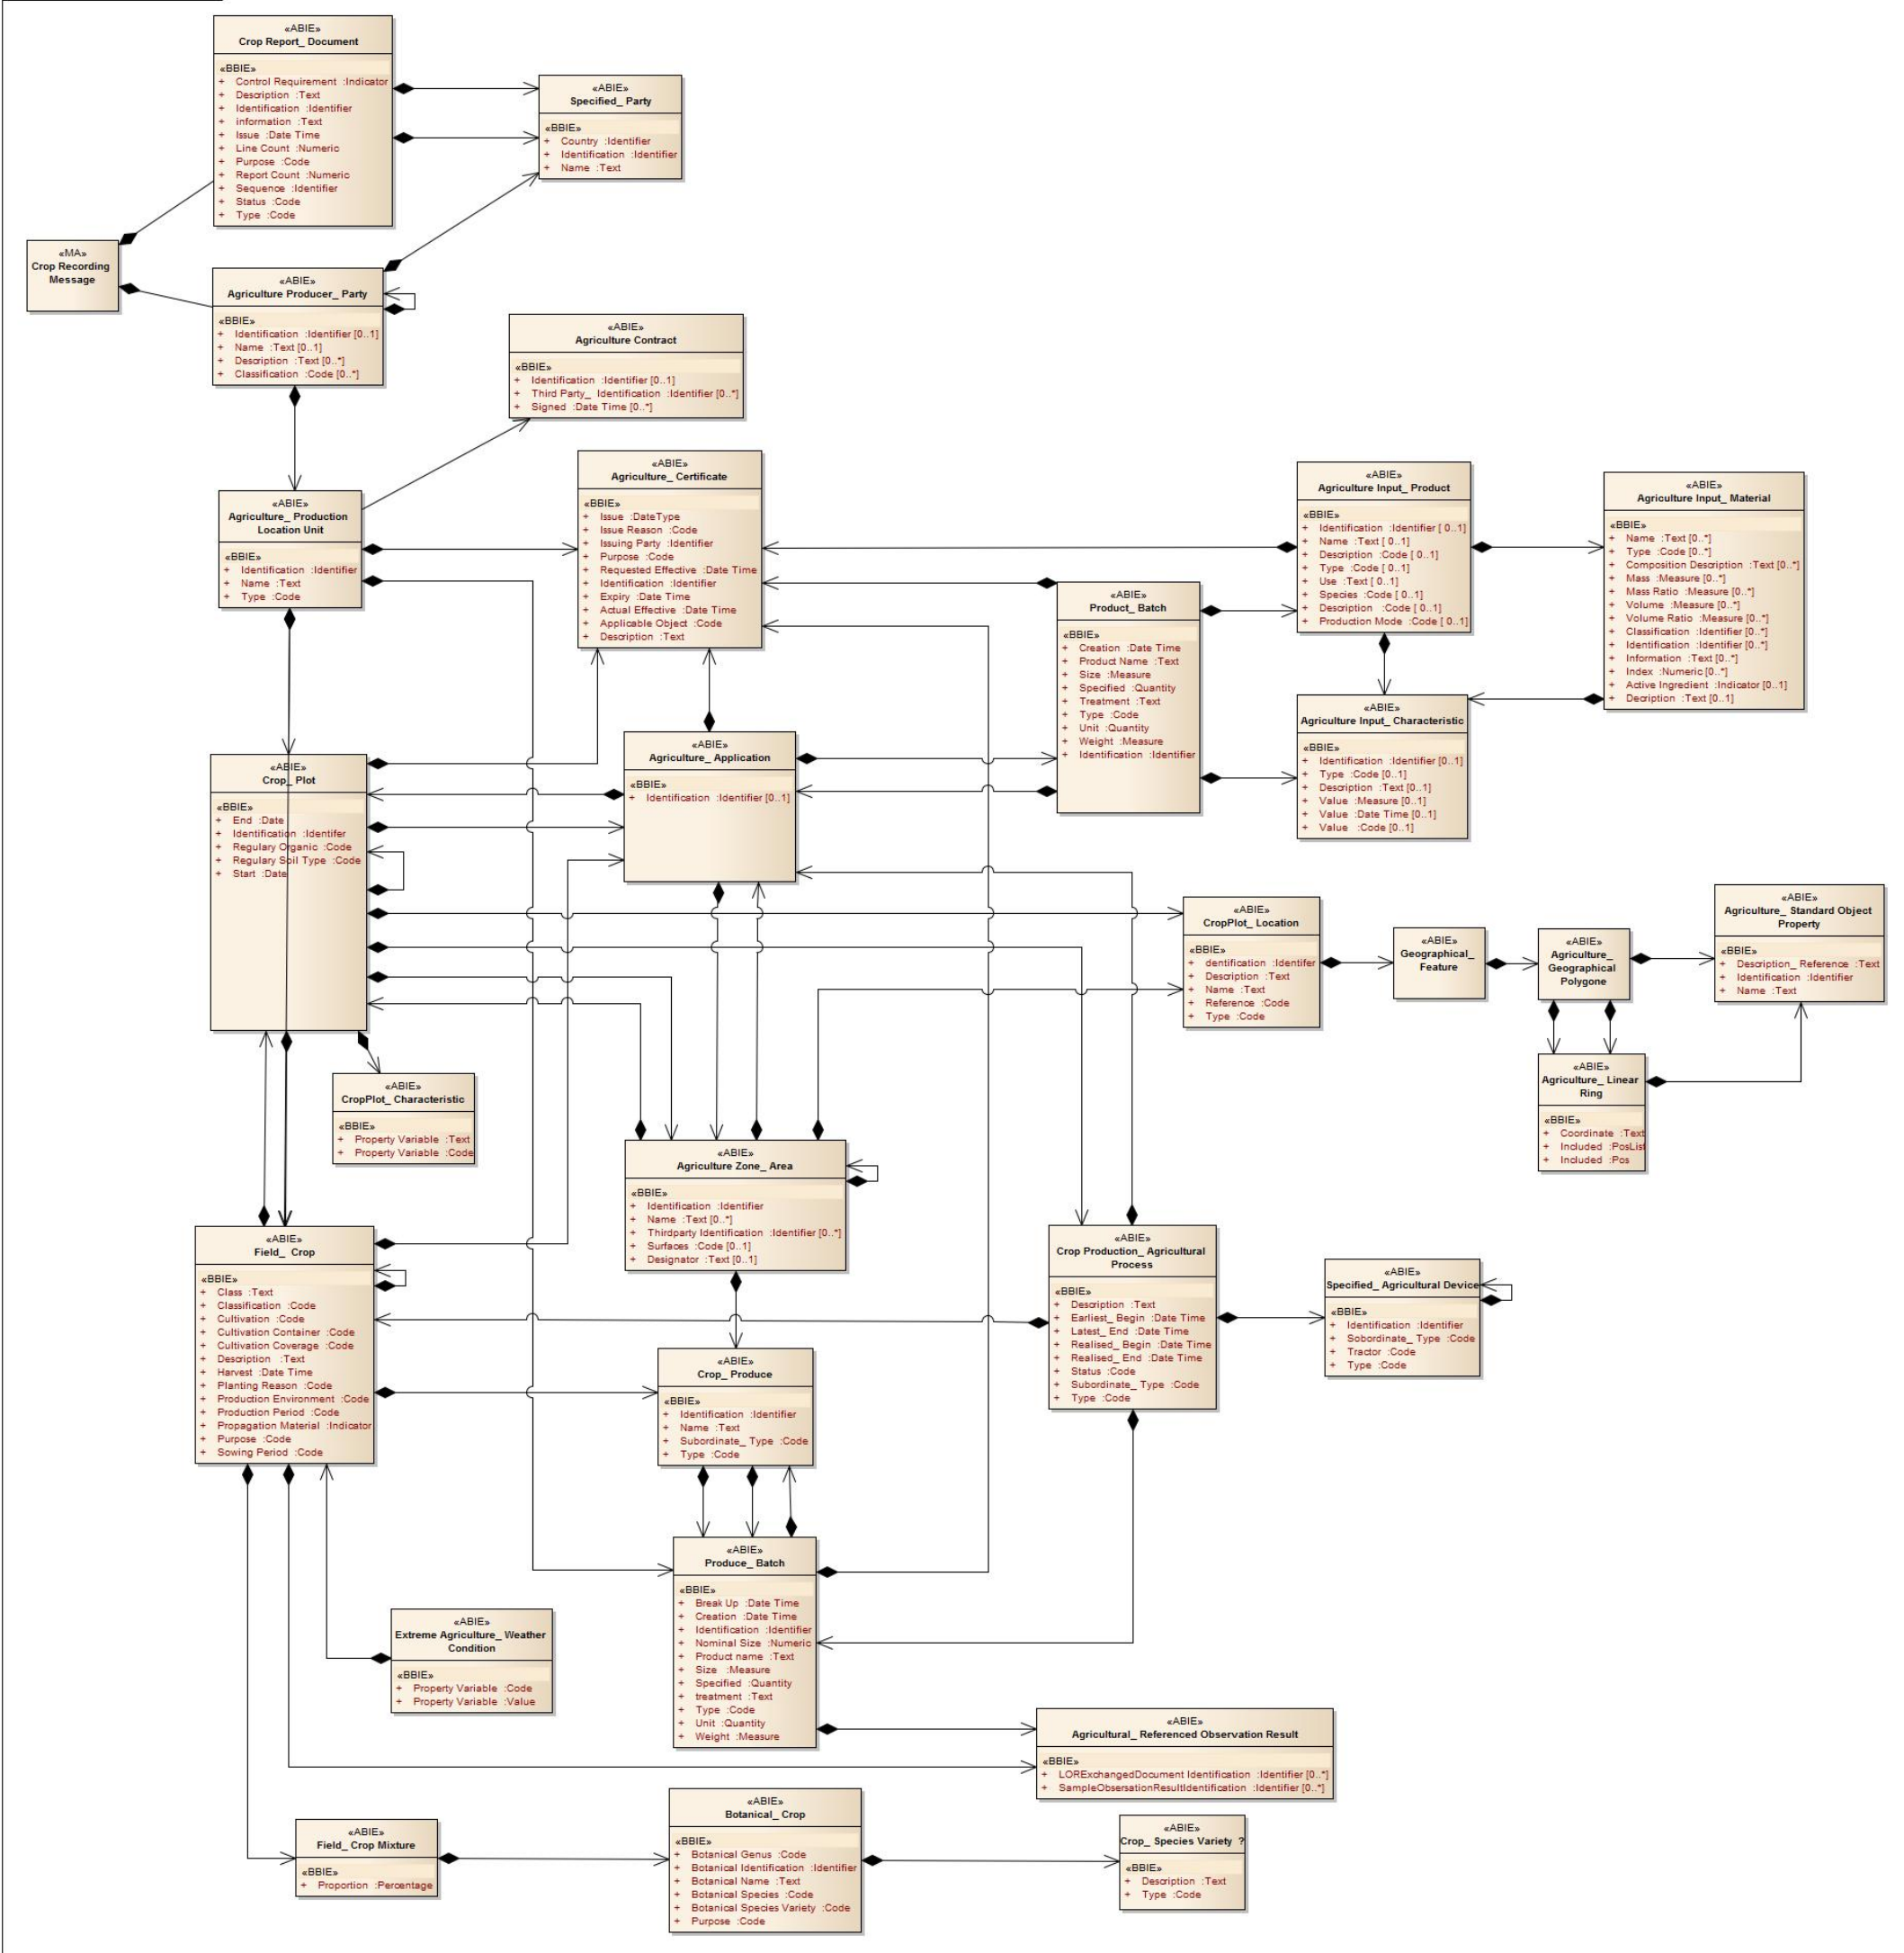 «ABIE»
Crop Report_ Document
«BBIE»
+ Control Requirement :Indicator
+ Description :Text
+ Identification :Identifier
+ information :Text
+ Issue :Date Time
+ Line Count :Numeric
+ Purpose :Code
+ Report Count :Numeric
+ Sequence :Identifier
+ Status :Code
+ Type :Code
«ABIE»
Specified_ Party
«BBIE»
+ Country :Identifier
+ Identification :Identifier
+ Name :Text
«MA»
Crop Recording
Message
«ABIE»
Agriculture Producer_ Party
«BBIE»
+ Identification :Identifier [0..1]
+ Name :Text [0..1]
+ Description :Text [0..*]
+ Classification :Code [0..*]
«ABIE»
Agriculture Contract
«BBIE»
+ Identification :Identifier [0..1]
+ Third Party_ Identification :Identifier [0..*]
+ Signed :Date Time [0..*]
«ABIE»
Agriculture_ Production
Location Unit
«BBIE»
+ Identification :Identifier
+ Name :Text
+ Type :Code
«ABIE»
Agriculture_ Certificate
«BBIE»
+ Issue :DateType
+ Issue Reason :Code
+ Issuing Party :Identifier
+ Purpose :Code
+ Requested Effective :Date Time
+ Identification :Identifier
+ Expiry :Date Time
+ Actual Effective :Date Time
+ Applicable Object :Code
+ Description :Text
«ABIE»
Agriculture Input_ Product
«BBIE»
+ Identification :Identifier [ 0..1]
+ Name :Text [ 0..1]
+ Description :Code [ 0..1]
+ Type :Code [ 0..1]
+ Use :Text [ 0..1]
+ Species :Code [ 0..1]
+ Description :Code [ 0..1]
+ Production Mode :Code [ 0..1]
«ABIE»
Agriculture Input_ Material
«BBIE»
+ Name :Text [0..*]
+ Type :Code [0..*]
+ Composition Description :Text [0..*]
+ Mass :Measure [0..*]
+ Mass Ratio :Measure [0..*]
+ Volume :Measure [0..*]
+ Volume Ratio :Measure [0..*]
+ Classification :Identifier [0..*]
+ Identification :Identifier [0..*]
+ Information :Text [0..*]
+ Index :Numeric [0..*]
+ Active Ingredient :Indicator [0..1]
+ Decription :Text [0..1]
«ABIE»
Product_ Batch
«BBIE»
+ Creation :Date Time
+ Product Name :Text
+ Size :Measure
+ Specified :Quantity
+ Treatment :Text
+ Type :Code
+ Unit :Quantity
+ Weight :Measure
+ Identification :Identifier
«ABIE»
Agriculture Input_ Characteristic
«BBIE»
+ Identification :Identifier [0..1]
+ Type :Code [0..1]
+ Description :Text [0..1]
+ Value :Measure [0..1]
+ Value :Date Time [0..1]
+ Value :Code [0..1]
«ABIE»
Crop_ Plot
«BBIE»
+ End :Date
+ Identification :Identifer
+ Regulary Organic :Code
+ Regulary Soil Type :Code
+ Start :Date
«ABIE»
Agriculture_ Application
«BBIE»
+ Identification :Identifier [0..1]
«ABIE»
CropPlot_ Location
«BBIE»
+ dentification :Identifer
+ Description :Text
+ Name :Text
+ Reference :Code
+ Type :Code
«ABIE»
Geographical_
Feature
«ABIE»
Agriculture_
Geographical
Polygone
«ABIE»
Agriculture_ Standard Object
Property
«BBIE»
+ Description_ Reference :Text
+ Identification :Identifier
+ Name :Text
«ABIE»
Agriculture_ Linear
Ring
«BBIE»
+ Coordinate :Text
+ Included :PosList
+ Included :Pos
«ABIE»
CropPlot_ Characteristic
«BBIE»
+ Property Variable :Text
+ Property Variable :Code
«ABIE»
Agriculture Zone_ Area
«BBIE»
+ Identification :Identifier
+ Name :Text [0..*]
+ Thirdparty Identification :Identifier [0..*]
+ Surfaces :Code [0..1]
+ Designator :Text [0..1]
«ABIE»
Field_ Crop
«BBIE»
+ Class :Text
+ Classification :Code
+ Cultivation :Code
+ Cultivation Container :Code
+ Cultivation Coverage :Code
+ Description :Text
+ Harvest :Date Time
+ Planting Reason :Code
+ Production Environment :Code
+ Production Period :Code
+ Propagation Material :Indicator
+ Purpose :Code
+ Sowing Period :Code
«ABIE»
Crop Production_ Agricultural
Process
«BBIE»
+ Description :Text
+ Earliest_ Begin :Date Time
+ Latest_ End :Date Time
+ Realised_ Begin :Date Time
+ Realised_ End :Date Time
+ Status :Code
+ Subordinate_ Type :Code
+ Type :Code
«ABIE»
Specified_ Agricultural Device
«BBIE»
+ Identification :Identifier
+ Sobordinate_ Type :Code
+ Tractor :Code
+ Type :Code
«ABIE»
Crop_ Produce
«BBIE»
+ Identification :Identifier
+ Name :Text
+ Subordinate_ Type :Code
+ Type :Code
«ABIE»
Produce_ Batch
«BBIE»
+ Break Up :Date Time
+ Creation :Date Time
+ Identification :Identifier
+ Nominal Size :Numeric
+ Product name :Text
+ Size :Measure
+ Specified :Quantity
+ treatment :Text
+ Type :Code
+ Unit :Quantity
+ Weight :Measure
«ABIE»
Extreme Agriculture_ Weather
Condition
«BBIE»
+ Property Variable :Code
+ Property Variable :Value
«ABIE»
Agricultural_ Referenced Observation Result
«BBIE»
+ LORExchangedDocument Identification :Identifier [0..*]
+ SampleObsersationResultIdentification :Identifier [0..*]
«ABIE»
Field_ Crop Mixture
«BBIE»
+ Proportion :Percentage
«ABIE»
Botanical_ Crop
«BBIE»
+ Botanical Genus :Code
+ Botanical Identification :Identifier
+ Botanical Name :Text
+ Botanical Species :Code
+ Botanical Species Variety :Code
+ Purpose :Code
«ABIE»
Crop_ Species Variety ?
«BBIE»
+ Description :Text
+ Type :Code